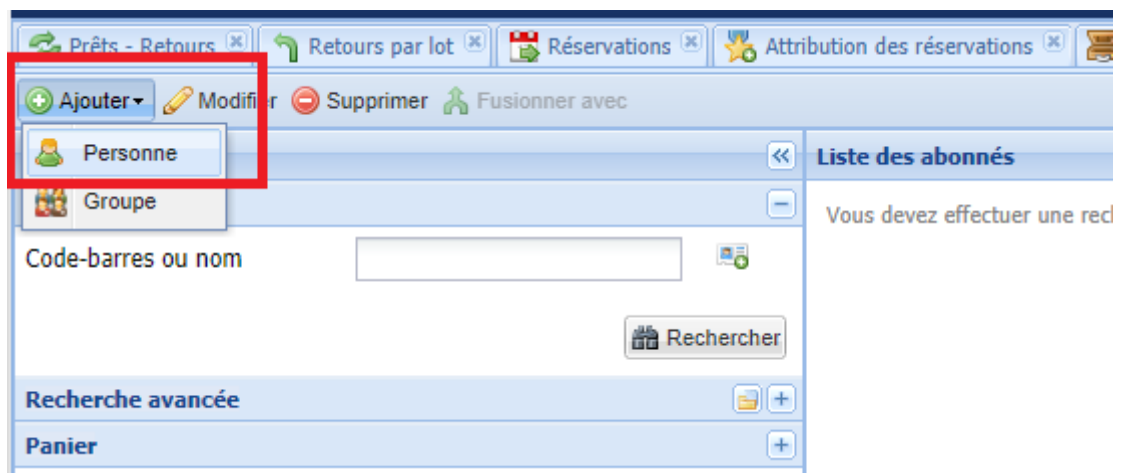 Prêts - Retours Retours par lot Réservations Attribution des réservations
Ajouter Modifier Supprimer Fusionner avec
Personne
Liste des abonnés
Groupe
Vous devez effectuer une
Code-barres ou nom
Rechercher
Recherche avancée
Panier